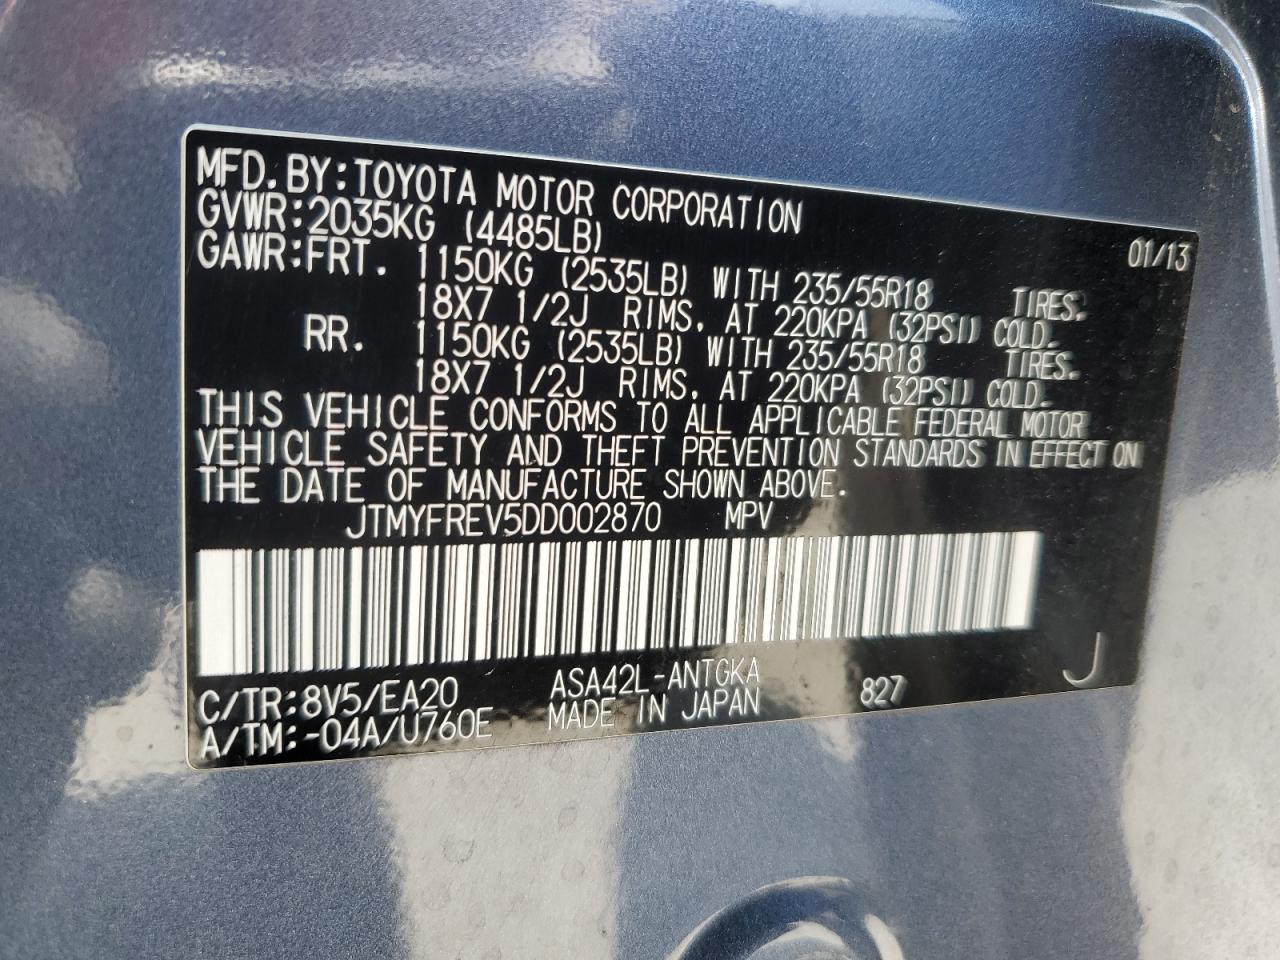 MFD. BY: TOYOTA MOTOR CORPORATION 01/13
GVWR: 2035KG (4485LB)
GAWR: FRT. 1150KG (2535LB) WITH 235/55R18 TIRES.
18X7 1/2J RIMS, AT 220KPA (32PSI) COLD.
RR. 1150KG (2535LB) WITH 235/55R18 TIRES.
18X7 1/2J RIMS, AT 220KPA (32PSI) COLD.
THIS VEHICLE CONFORMS TO ALL APPLICABLE FEDERAL MOTOR
VEHICLE SAFETY AND THEFT PREVENTION STANDARDS IN EFFECT ON
THE DATE OF MANUFACTURE SHOWN ABOVE.
JTMYFREV5DD002870 MPV
C/TR: 8V5/EA20 ASA42L-ANTGKA 827 J
A/TM: -04A/U760E MADE IN JAPAN